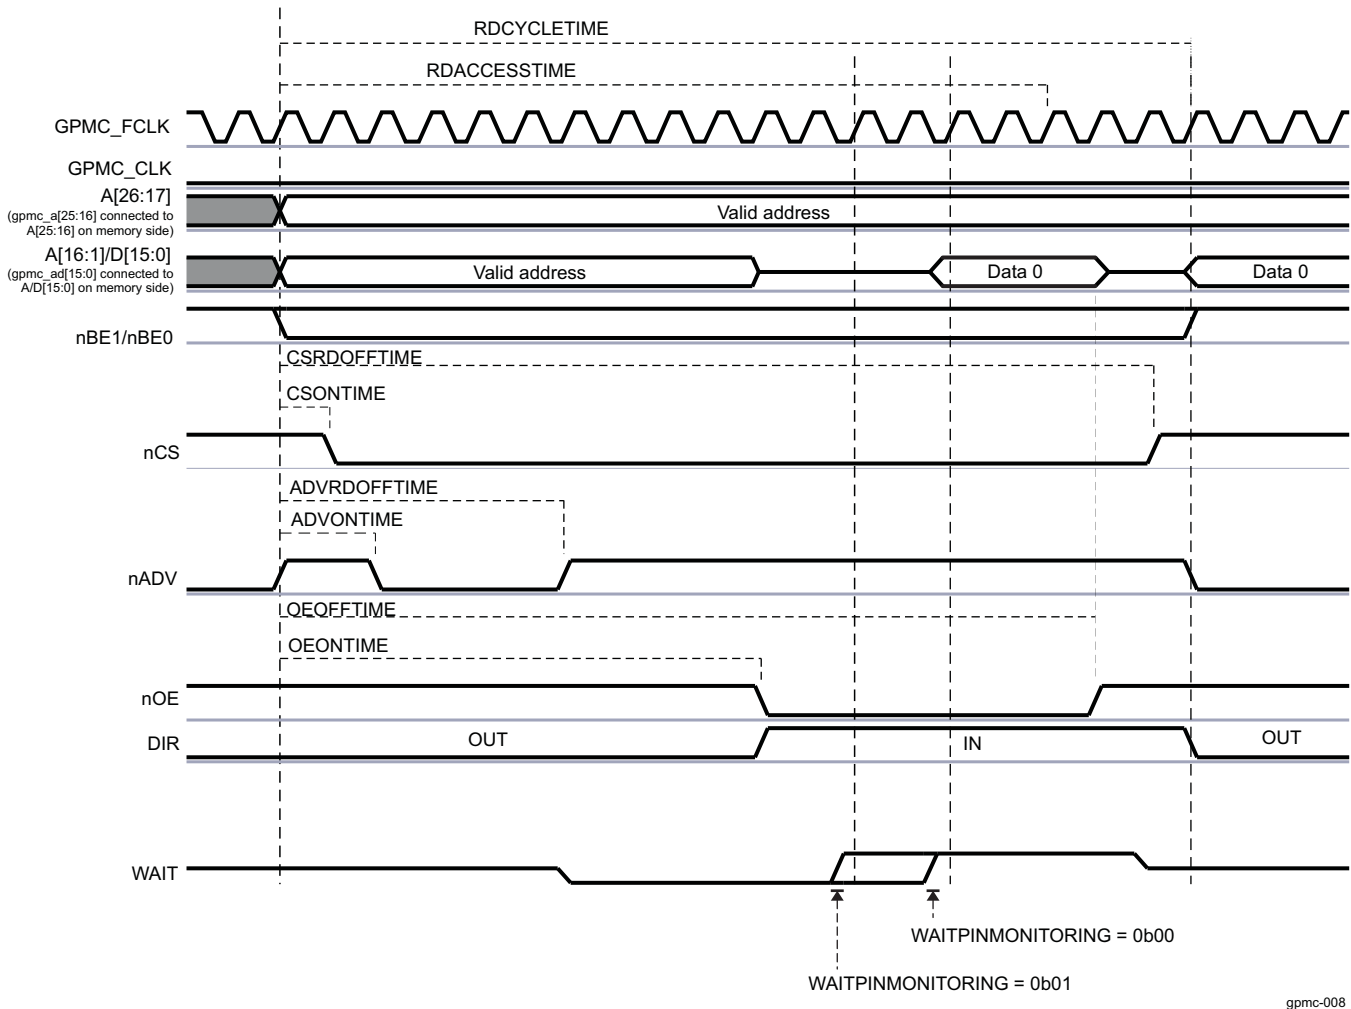 RDCYCLETIME
RDACCESSTIME
GPMC_FCLK
GPMC_CLK
A[26:17]
(gpmc_a[25:16] connected to
A[25:16] on memory side)
Valid address
A[16:1]/D[15:0]
(gpmc_ad[15:0] connected to
A/D[15:0] on memory side)
Valid address
Data 0
Data 0
nBE1/nBE0
CSRDOFFTIME
CSONTIME
nCS
ADVRDOFFTIME
ADVONTIME
nADV
OEOFFTIME
OEONTIME
nOE
DIR
OUT
IN
OUT
WAIT
WAITPINMONITORING = 0b00
WAITPINMONITORING = 0b01
gpmc-008